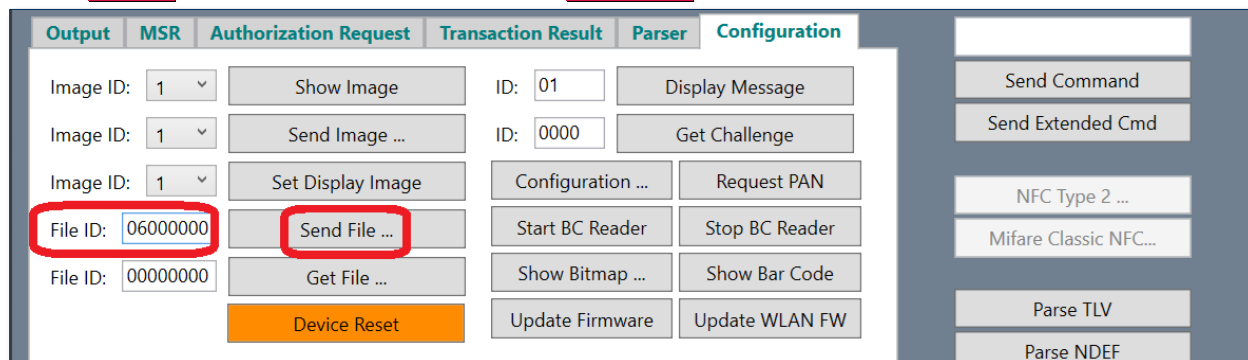 Output MSR Authorization Request Transaction Result Parser Configuration
Image ID: 1 Show Image ID: 01 Display Message Send Command
Image ID: 1 Send Image ... ID: 0000 Get Challenge Send Extended Cmd
Image ID: 1 Set Display Image Configuration ... Request PAN NFC Type 2 ...
File ID: 06000000 Send File ... Start BC Reader Stop BC Reader Mifare Classic NFC...
File ID: 00000000 Get File ... Show Bitmap ... Show Bar Code
Device Reset Update Firmware Update WLAN FW Parse TLV
Parse NDEF